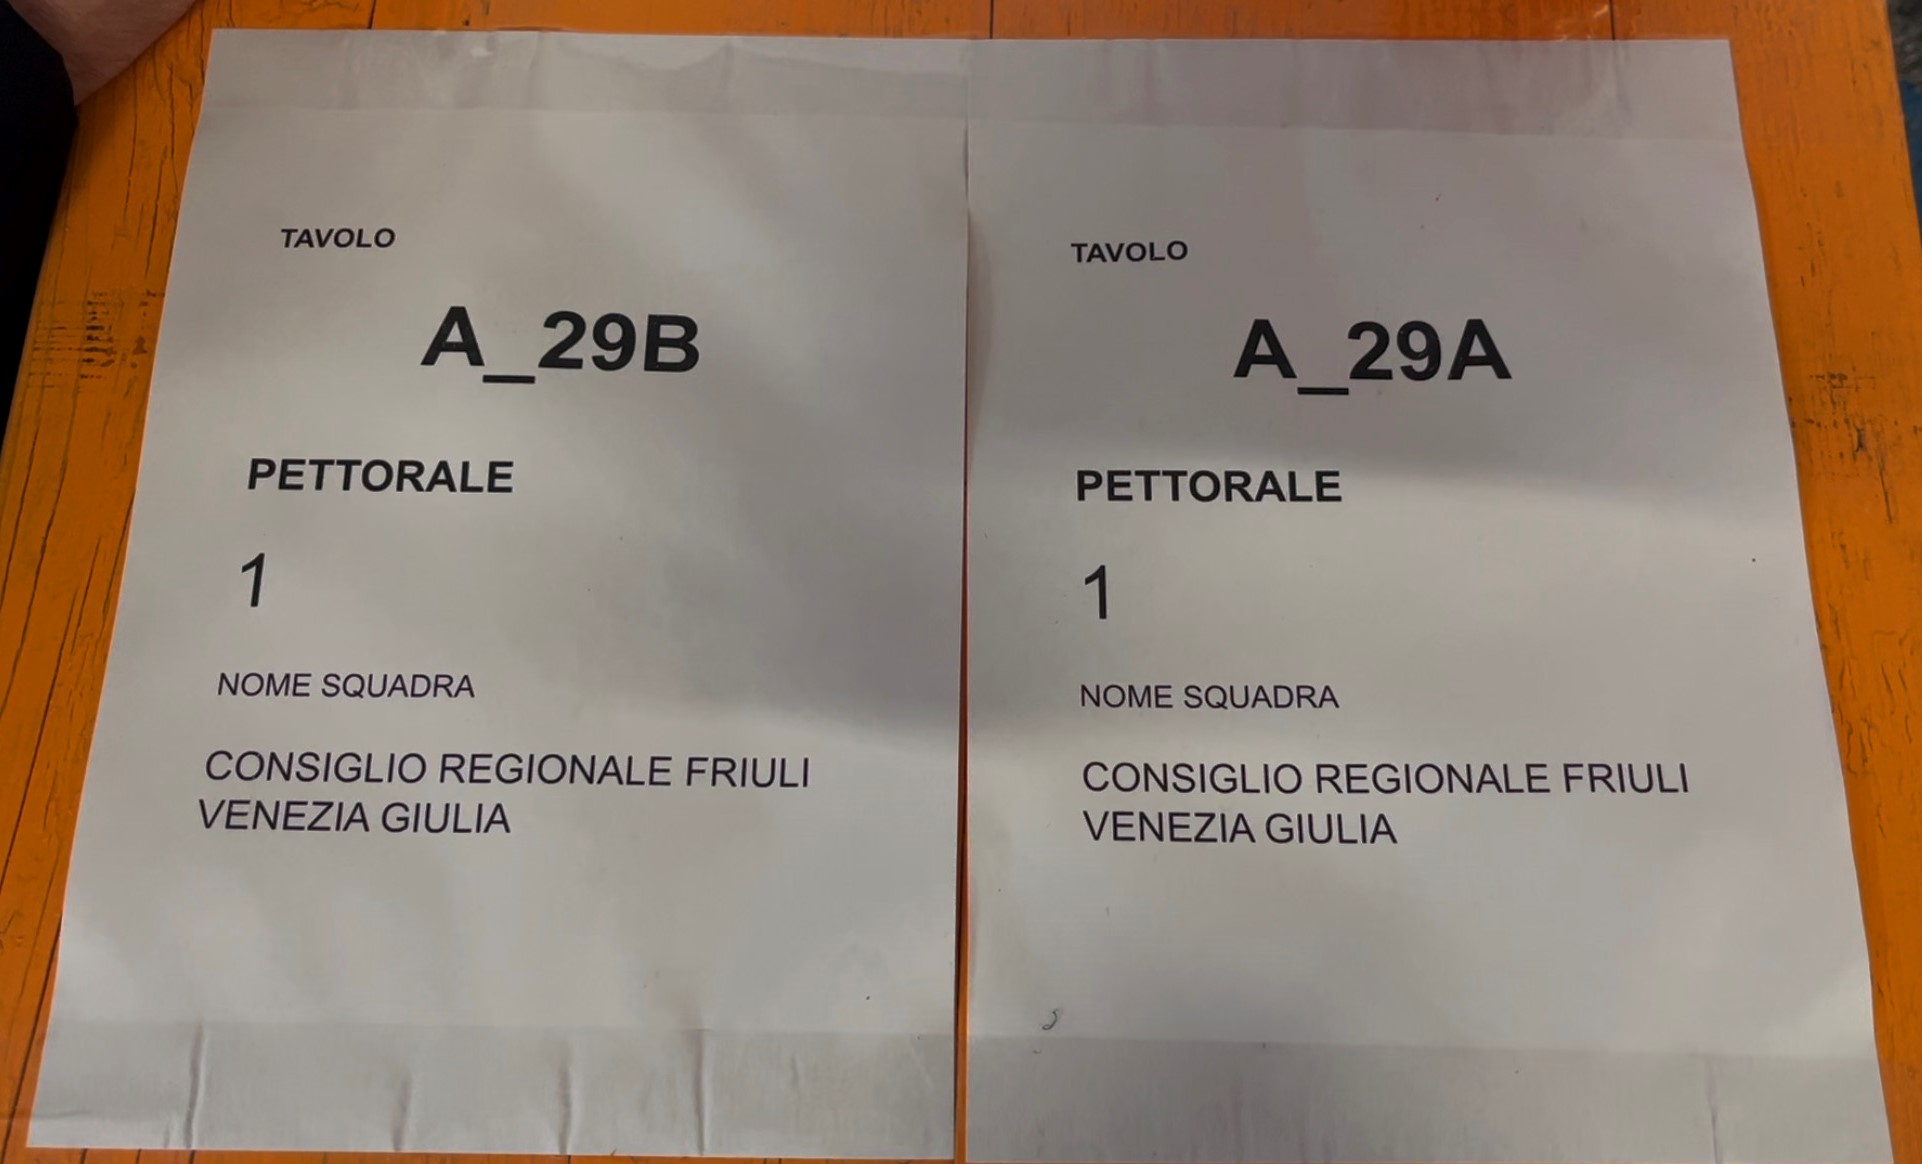 TAVOLO
A_29B
PETTORALE
1
NOME SQUADRA
CONSIGLIO REGIONALE FRIULI
VENEZIA GIULIA
TAVOLO
A_29A
PETTORALE
1
NOME SQUADRA
CONSIGLIO REGIONALE FRIULI
VENEZIA GIULIA